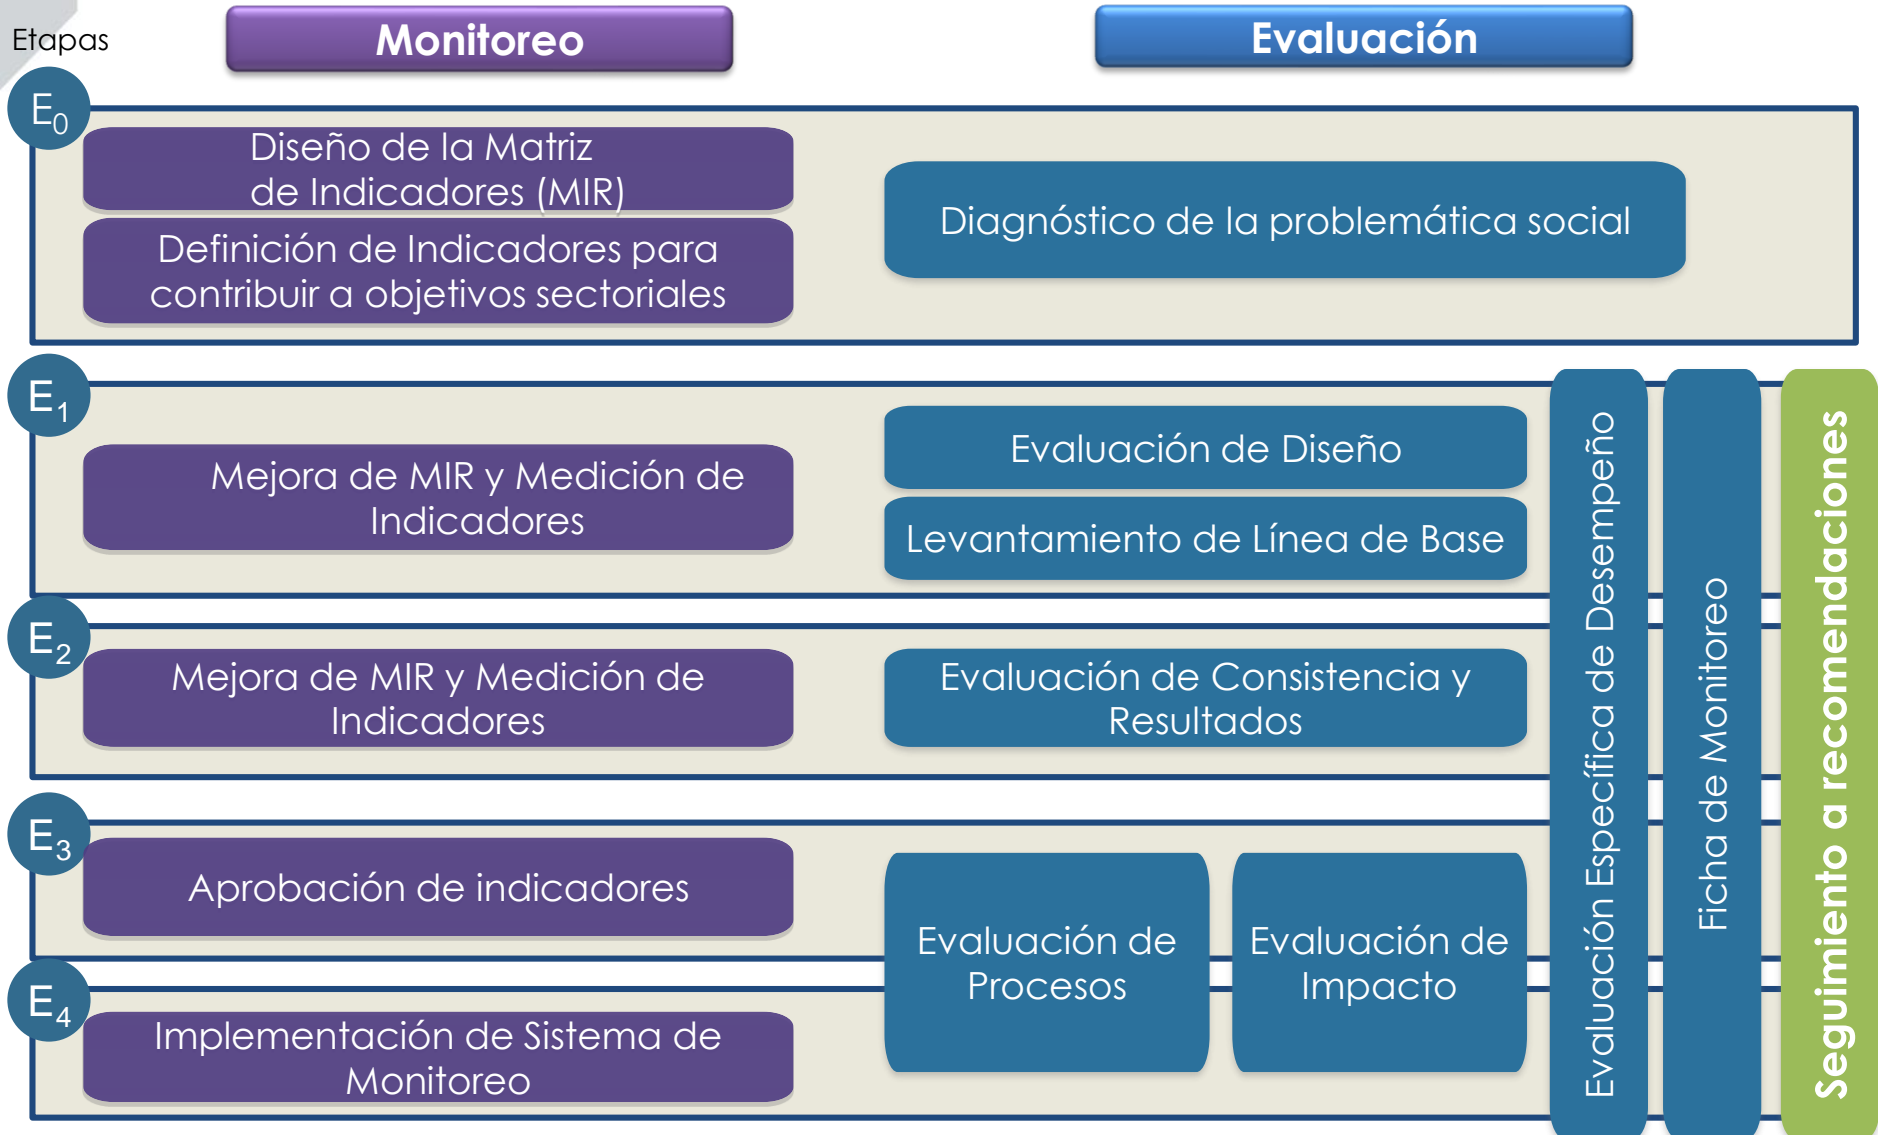 Etapas
Monitoreo
Evaluación
E0
Diseño de la Matriz
de Indicadores (MIR)
Definición de Indicadores para
contribuir a objetivos sectoriales
Diagnóstico de la problemática social
E1
Mejora de MIR y Medición de
Indicadores
Evaluación de Diseño
Levantamiento de Línea de Base
E2
Mejora de MIR y Medición de
Indicadores
Evaluación de Consistencia y
Resultados
E3
Aprobación de indicadores
Evaluación de
Procesos
Evaluación de
Impacto
E4
Implementación de Sistema de
Monitoreo
Evaluación Específica de Desempeño
Ficha de Monitoreo
Seguimiento a recomendaciones